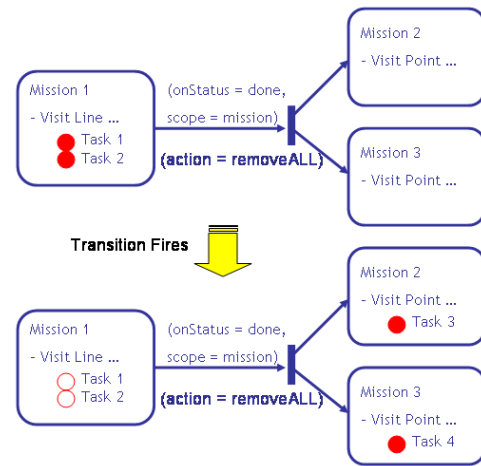 Mission 2
- Visit Point ...
Mission 1
- Visit Line ...
Task 1
Task 2
(onStatus = done,
scope = mission)
(action = removeALL)
Mission 3
- Visit Point ...
Transition Fires
Mission 2
- Visit Point ...
Task 3
Mission 1
- Visit Line ...
Task 1
Task 2
(onStatus = done,
scope = mission)
(action = removeALL)
Mission 3
- Visit Point ...
Task 4